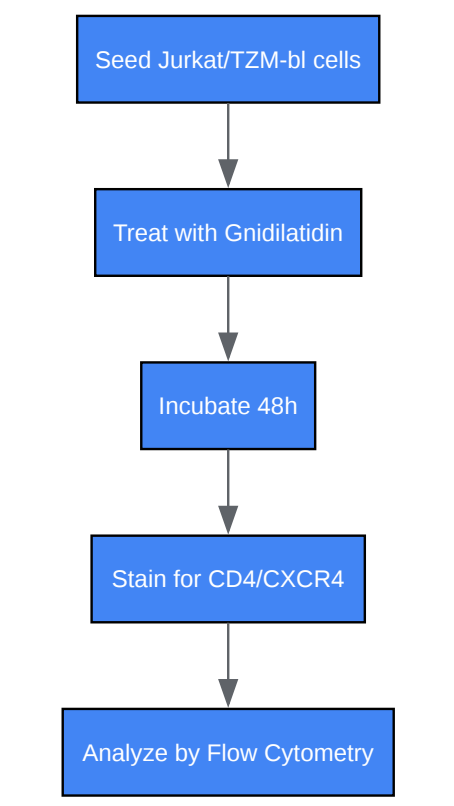 Seed Jurkat/TZM-bl cells
Treat with Gnidilatidin
Incubate 48h
Stain for CD4/CXCR4
Analyze by Flow Cytometry